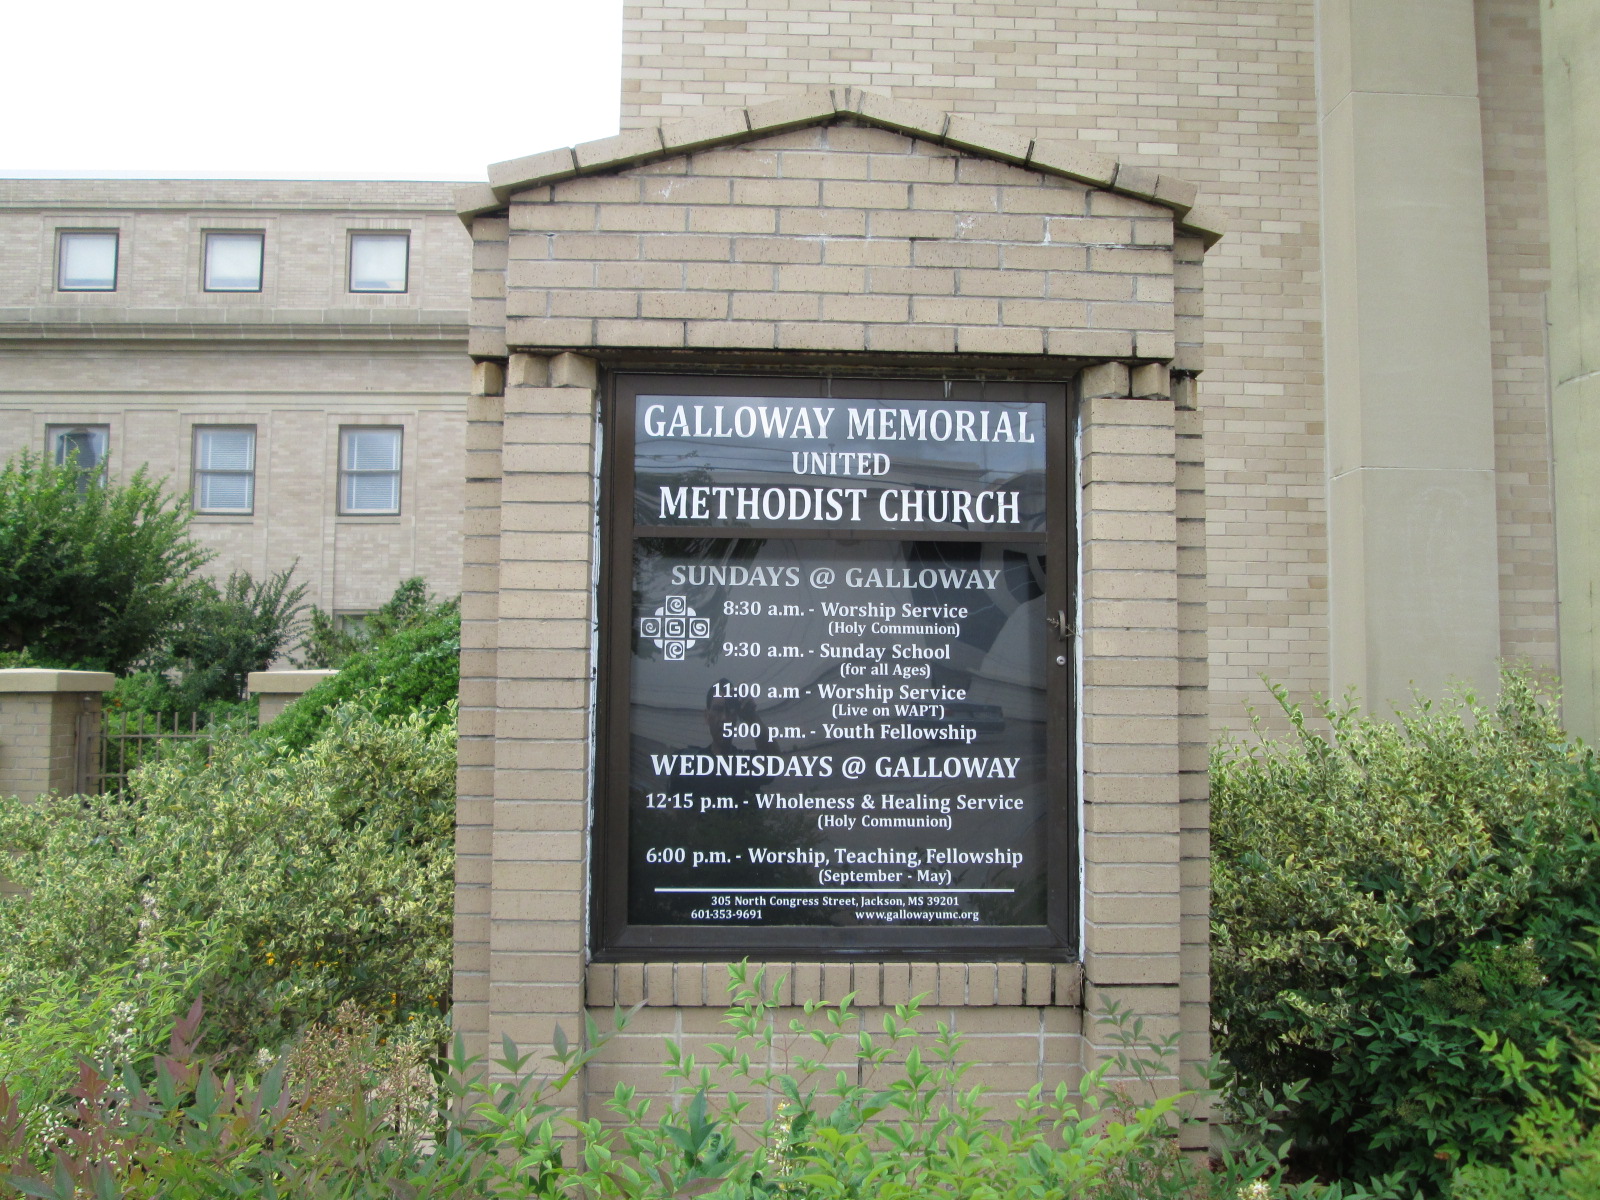 GALLOWAY MEMORIAL
UNITED
METHODIST CHURCH
SUNDAYS @ GALLOWAY
8:30 a.m. - Worship Service
(Holy Communion)
G
9:30 a.m. - Sunday School
(for all Ages)
11:00 a.m - Worship Service
(Live on WAPT)
5:00 p.m. - Youth Fellowship
WEDNESDAYS @ GALLOWAY
12:15 p.m. - Wholeness & Healing Service
(Holy Communion)
6:00 p.m. - Worship, Teaching, Fellowship
(September - May)
305 North Congress Street, Jackson, MS 39201
601-353-9691 www.gallowayumc.org